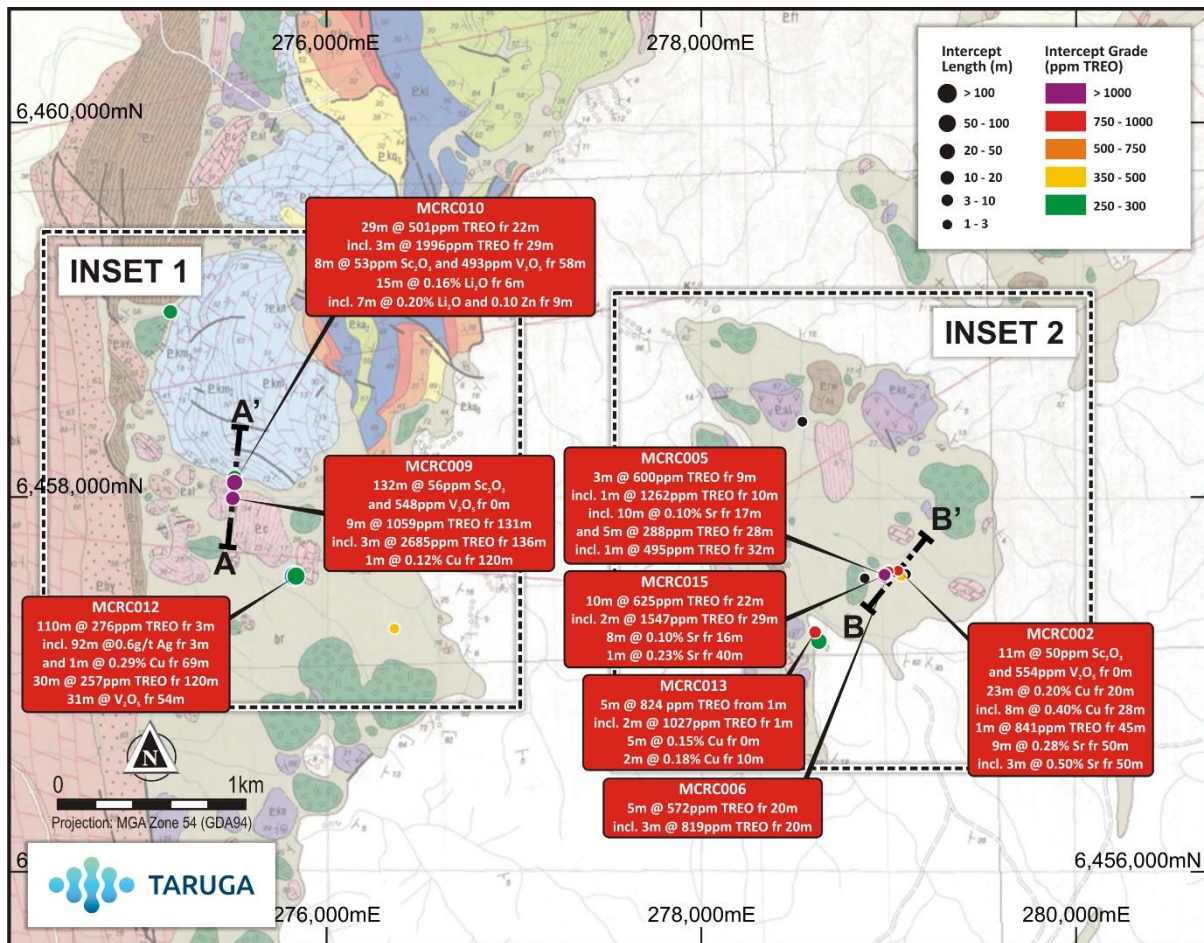 276,000mE
278,000mE
6,460,000mN
Intercept Length (m)
> 100
50 - 100
20 - 50
10 - 20
3 - 10
1 - 3
Intercept Grade (ppm TREO)
> 1000
750 - 1000
500 - 750
350 - 500
250 - 300
INSET 1
MCRC010
29m @ 501ppm TREO fr 22m
incl. 3m @ 1996ppm TREO fr 29m
8m @ 53ppm Sc₂O₃ and 493ppm V₂O₅ fr 58m
15m @ 0.16% Li₂O fr 6m
incl. 7m @ 0.20% Li₂O and 0.10 Zn fr 9m
INSET 2
A'
A
6,458,000mN
MCRC009
132m @ 56ppm Sc₂O₃
and 548ppm V₂O₅ fr 0m
9m @ 1059ppm TREO fr 131m
incl. 3m @ 2685ppm TREO fr 136m
1m @ 0.12% Cu fr 120m
MCRC012
110m @ 276ppm TREO fr 3m
incl. 92m @0.6g/t Ag fr 3m
and 1m @ 0.29% Cu fr 69m
30m @ 257ppm TREO fr 120m
31m @ V₂O₅ fr 54m
MCRC005
3m @ 600ppm TREO fr 9m
incl. 1m @ 1262ppm TREO fr 10m
incl. 10m @ 0.10% Sr fr 17m
and 5m @ 288ppm TREO fr 28m
incl. 1m @ 495ppm TREO fr 32m
B'
B
MCRC015
10m @ 625ppm TREO fr 22m
incl. 2m @ 1547ppm TREO fr 29m
8m @ 0.10% Sr fr 16m
1m @ 0.23% Sr fr 40m
MCRC013
5m @ 824 ppm TREO from 1m
incl. 2m @ 1027ppm TREO fr 1m
5m @ 0.15% Cu fr 0m
2m @ 0.18% Cu fr 10m
MCRC006
5m @ 572ppm TREO fr 20m
incl. 3m @ 819ppm TREO fr 20m
MCRC002
11m @ 50ppm Sc₂O₃
and 554ppm V₂O₅ fr 0m
23m @ 0.20% Cu fr 20m
incl. 8m @ 0.40% Cu fr 28m
1m @ 841ppm TREO fr 45m
9m @ 0.28% Sr fr 50m
incl. 3m @ 0.50% Sr fr 50m
N
0
1km
Projection: MGA Zone 54 (GDA94)
TARUGA
6,456,000mN
276,000mE
278,000mE
280,000mE